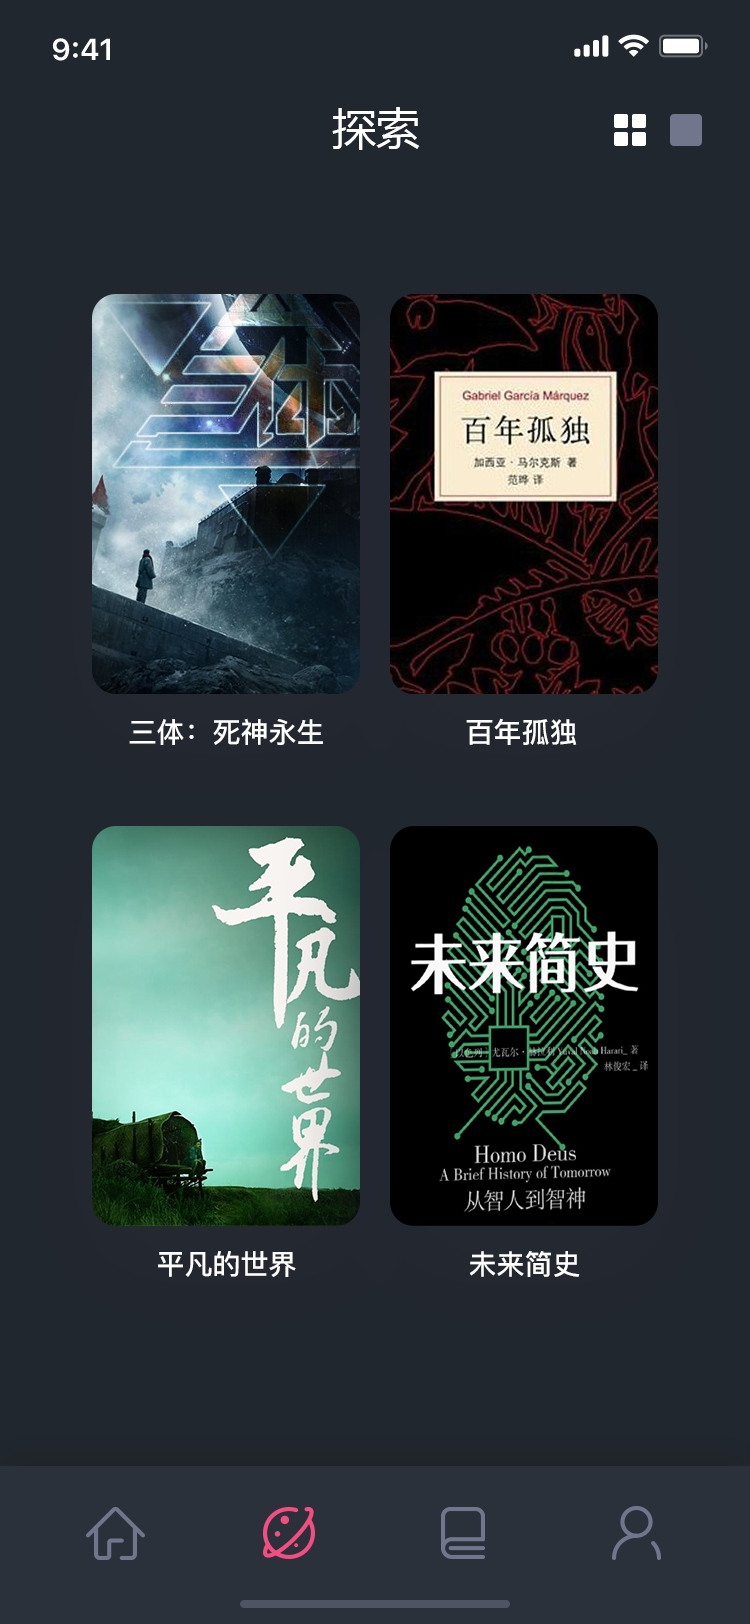 9:41
探索
三体
Gabriel García Márquez
百年孤独
加西亚·马尔克斯 著
范晔 译
三体：死神永生
百年孤独
平凡的世界
未来简史
尤瓦尔·赫拉利 Yuval Noah Harari_ 著
林俊宏_译
Homo Deus
A Brief History of Tomorrow
从智人到智神
平凡的世界
未来简史